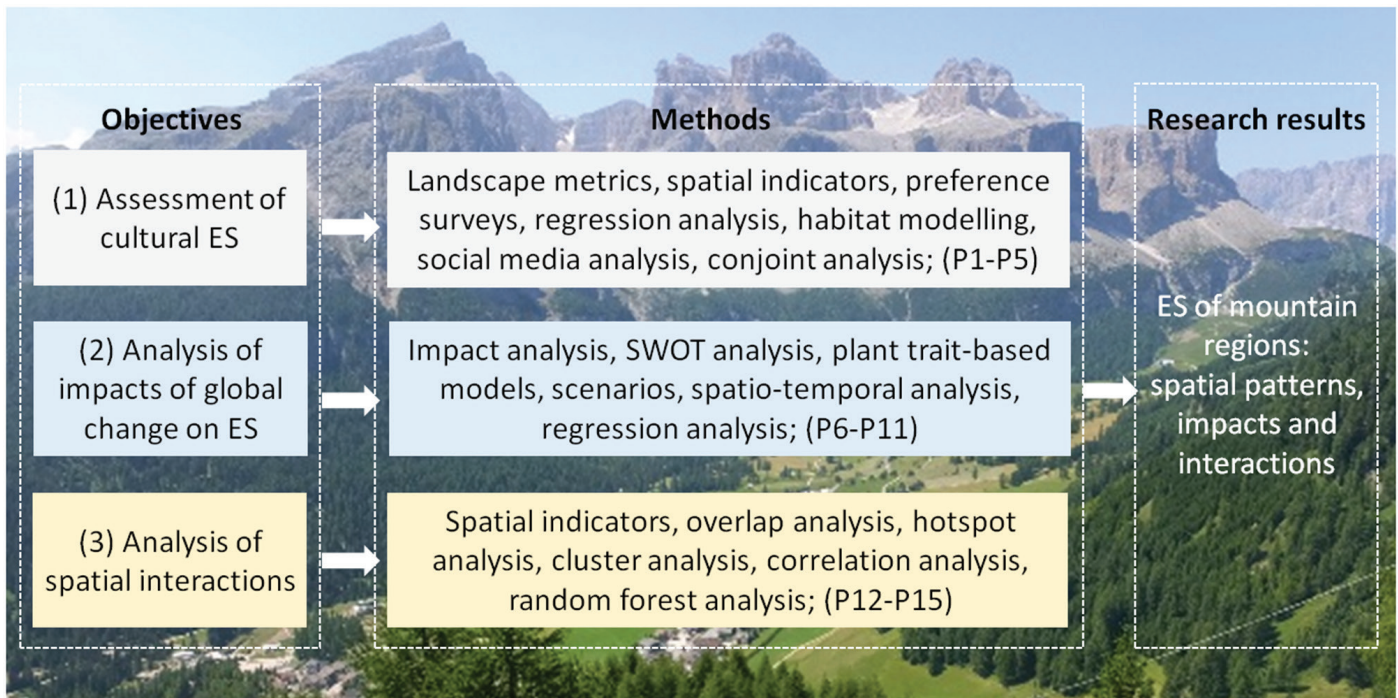 Objectives
Methods
Research results
(1) Assessment of
cultural ES
Landscape metrics, spatial indicators, preference
surveys, regression analysis, habitat modelling,
social media analysis, conjoint analysis; (P1-P5)
(2) Analysis of
impacts of global
change on ES
Impact analysis, SWOT analysis, plant trait-based
models, scenarios, spatio-temporal analysis,
regression analysis; (P6-P11)
(3) Analysis of
spatial interactions
Spatial indicators, overlap analysis, hotspot
analysis, cluster analysis, correlation analysis,
random forest analysis; (P12-P15)
ES of mountain
regions:
spatial patterns,
impacts and
interactions